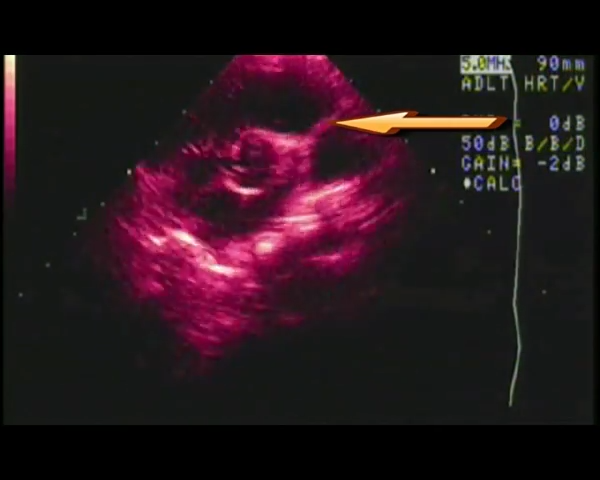 5.0MHz 90mm
ADLT HRT/V
= 0dB
50dB B/B/D
GAIN= -2dB
*CALC